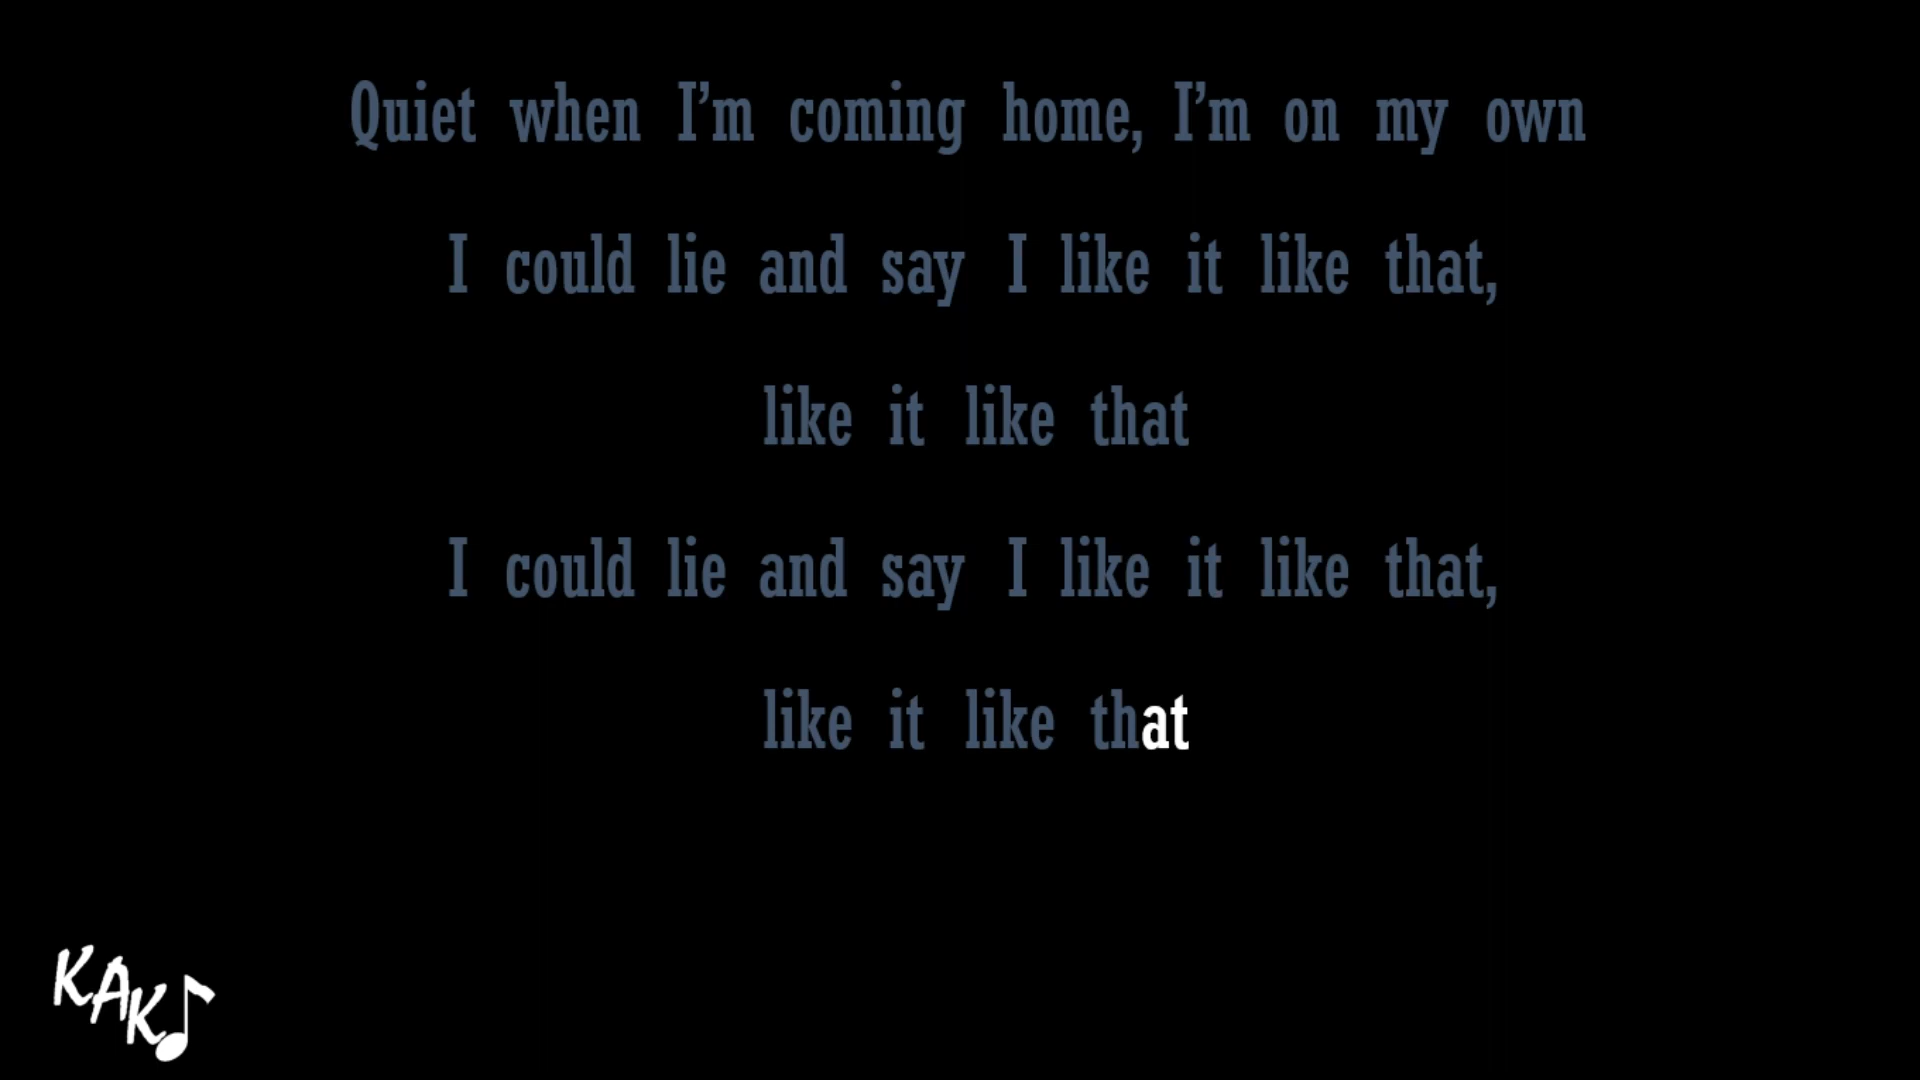 Quiet when I’m coming home, I’m on my own
I could lie and say I like it like that,
like it like that
I could lie and say I like it like that,
like it like that
KAK